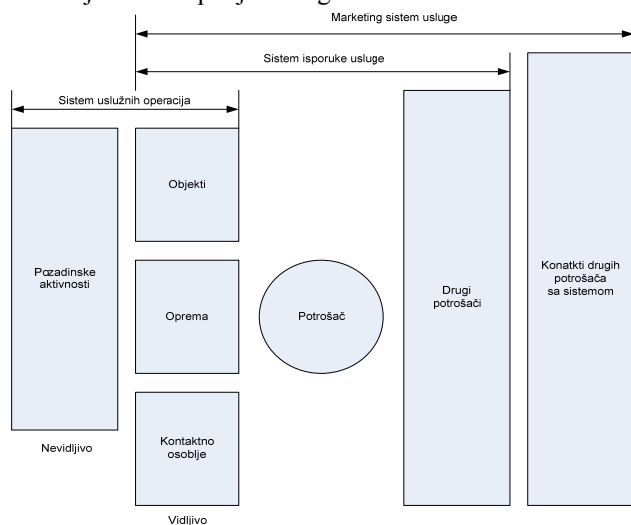 Marketing sistem usluge
Sistem isporuke usluge
Sistem uslužnih operacija
Objekti
Pozadinske
aktivnosti
Oprema
Potrošač
Drugi
potrošači
Konatkti drugih
potrošača
sa sistemom
Kontaktno
osoblje
Nevidljivo
Vidljivo